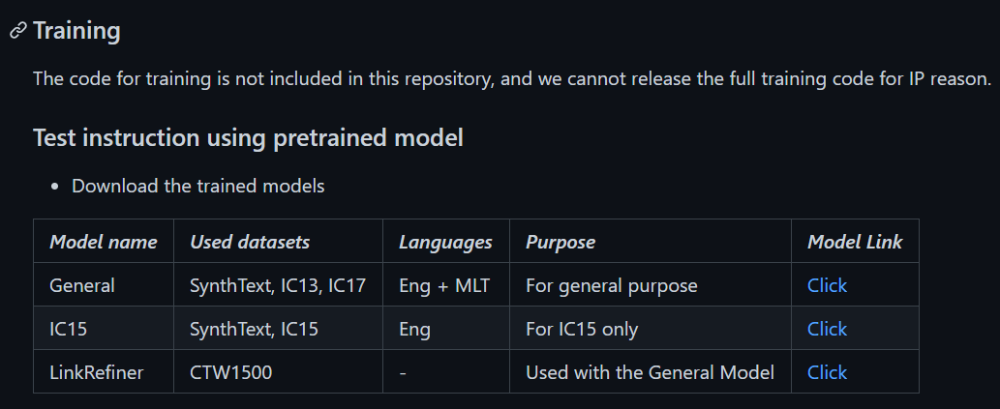 Training
The code for training is not included in this repository, and we cannot release the full training code for IP reason.
Test instruction using pretrained model
• Download the trained models
Model name Used datasets Languages Purpose Model Link
General SynthText, IC13, IC17 Eng + MLT For general purpose Click
IC15 SynthText, IC15 Eng For IC15 only Click
LinkRefiner CTW1500 - Used with the General Model Click